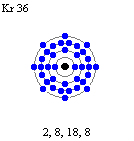 Kr 36
2, 8, 18, 8